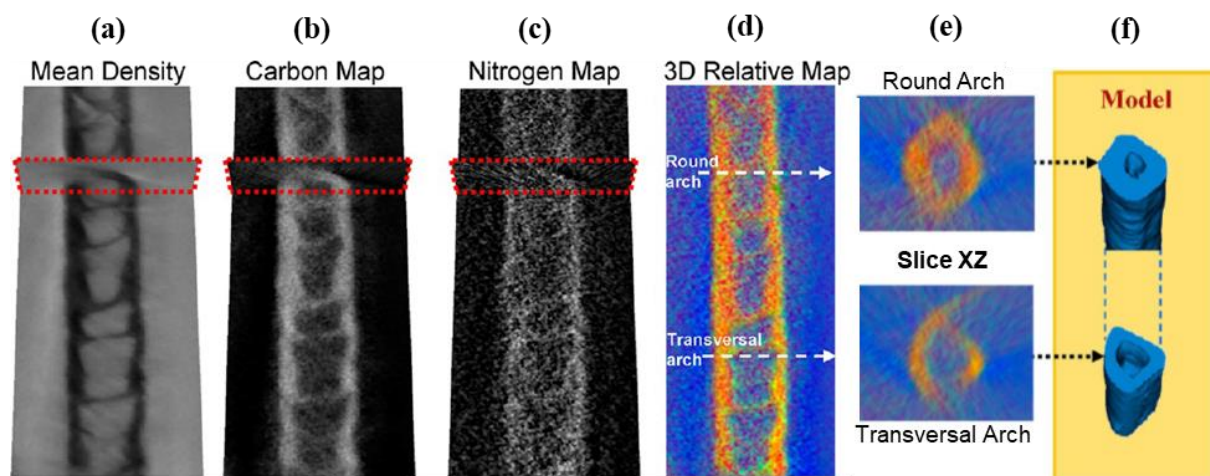 (a)
(b)
(c)
(d)
(e)
(f)
Mean Density
Carbon Map
Nitrogen Map
3D Relative Map
Round Arch
Model
Round
arch
Slice XZ
Transversal
arch
Transversal Arch